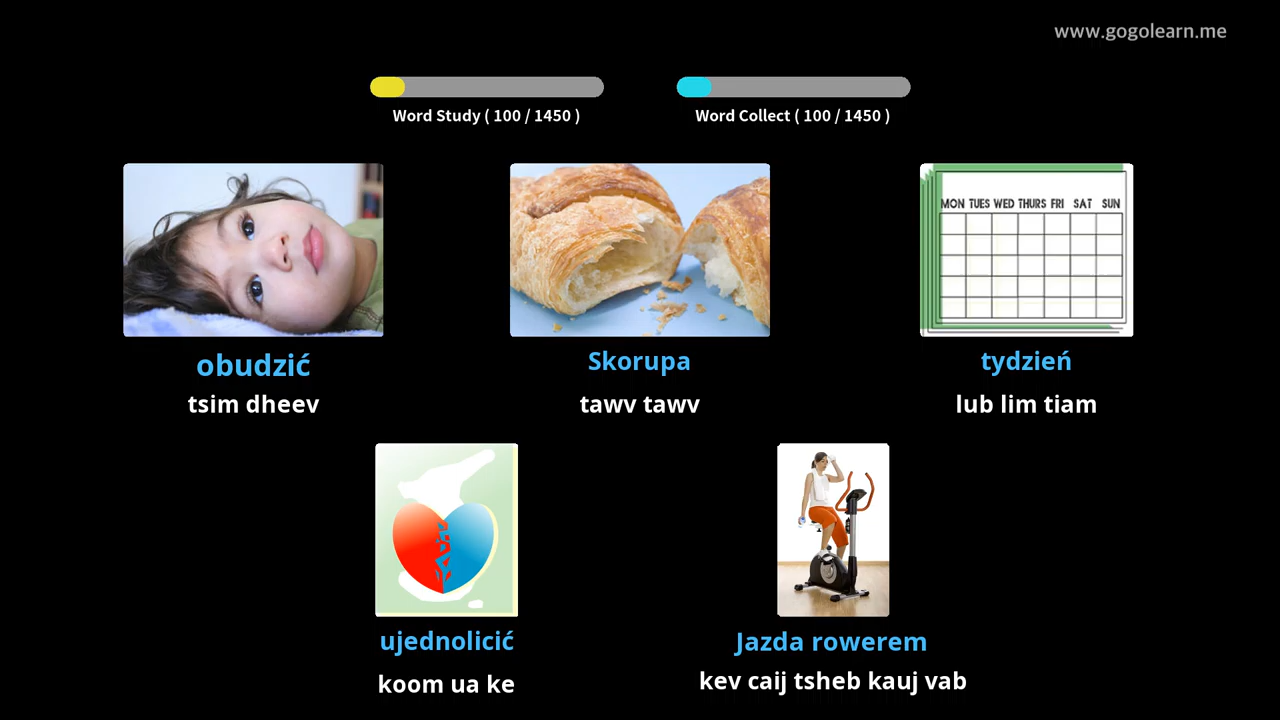 www.gogolearn.me
Word Study ( 100 / 1450 )
Word Collect ( 100 / 1450 )
MON TUES WED THURS FRI SAT SUN
obudzić
tsim dheev
Skorupa
tawv tawv
tydzień
lub lim tiam
ujednolicić
koom ua ke
Jazda rowerem
kev caij tsheb kauj vab